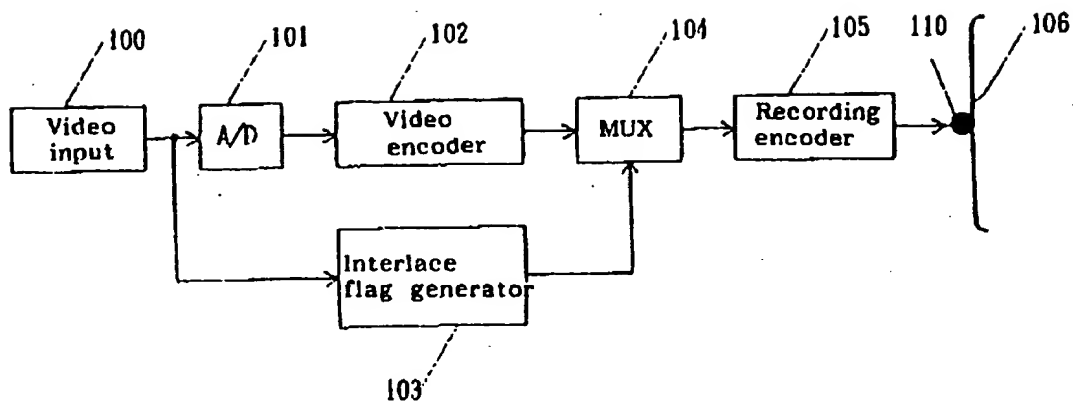 100
101
102
104
105
110
106
Video
input
A/D
Video
encoder
MUX
Recording
encoder
Interlace
flag generator
103